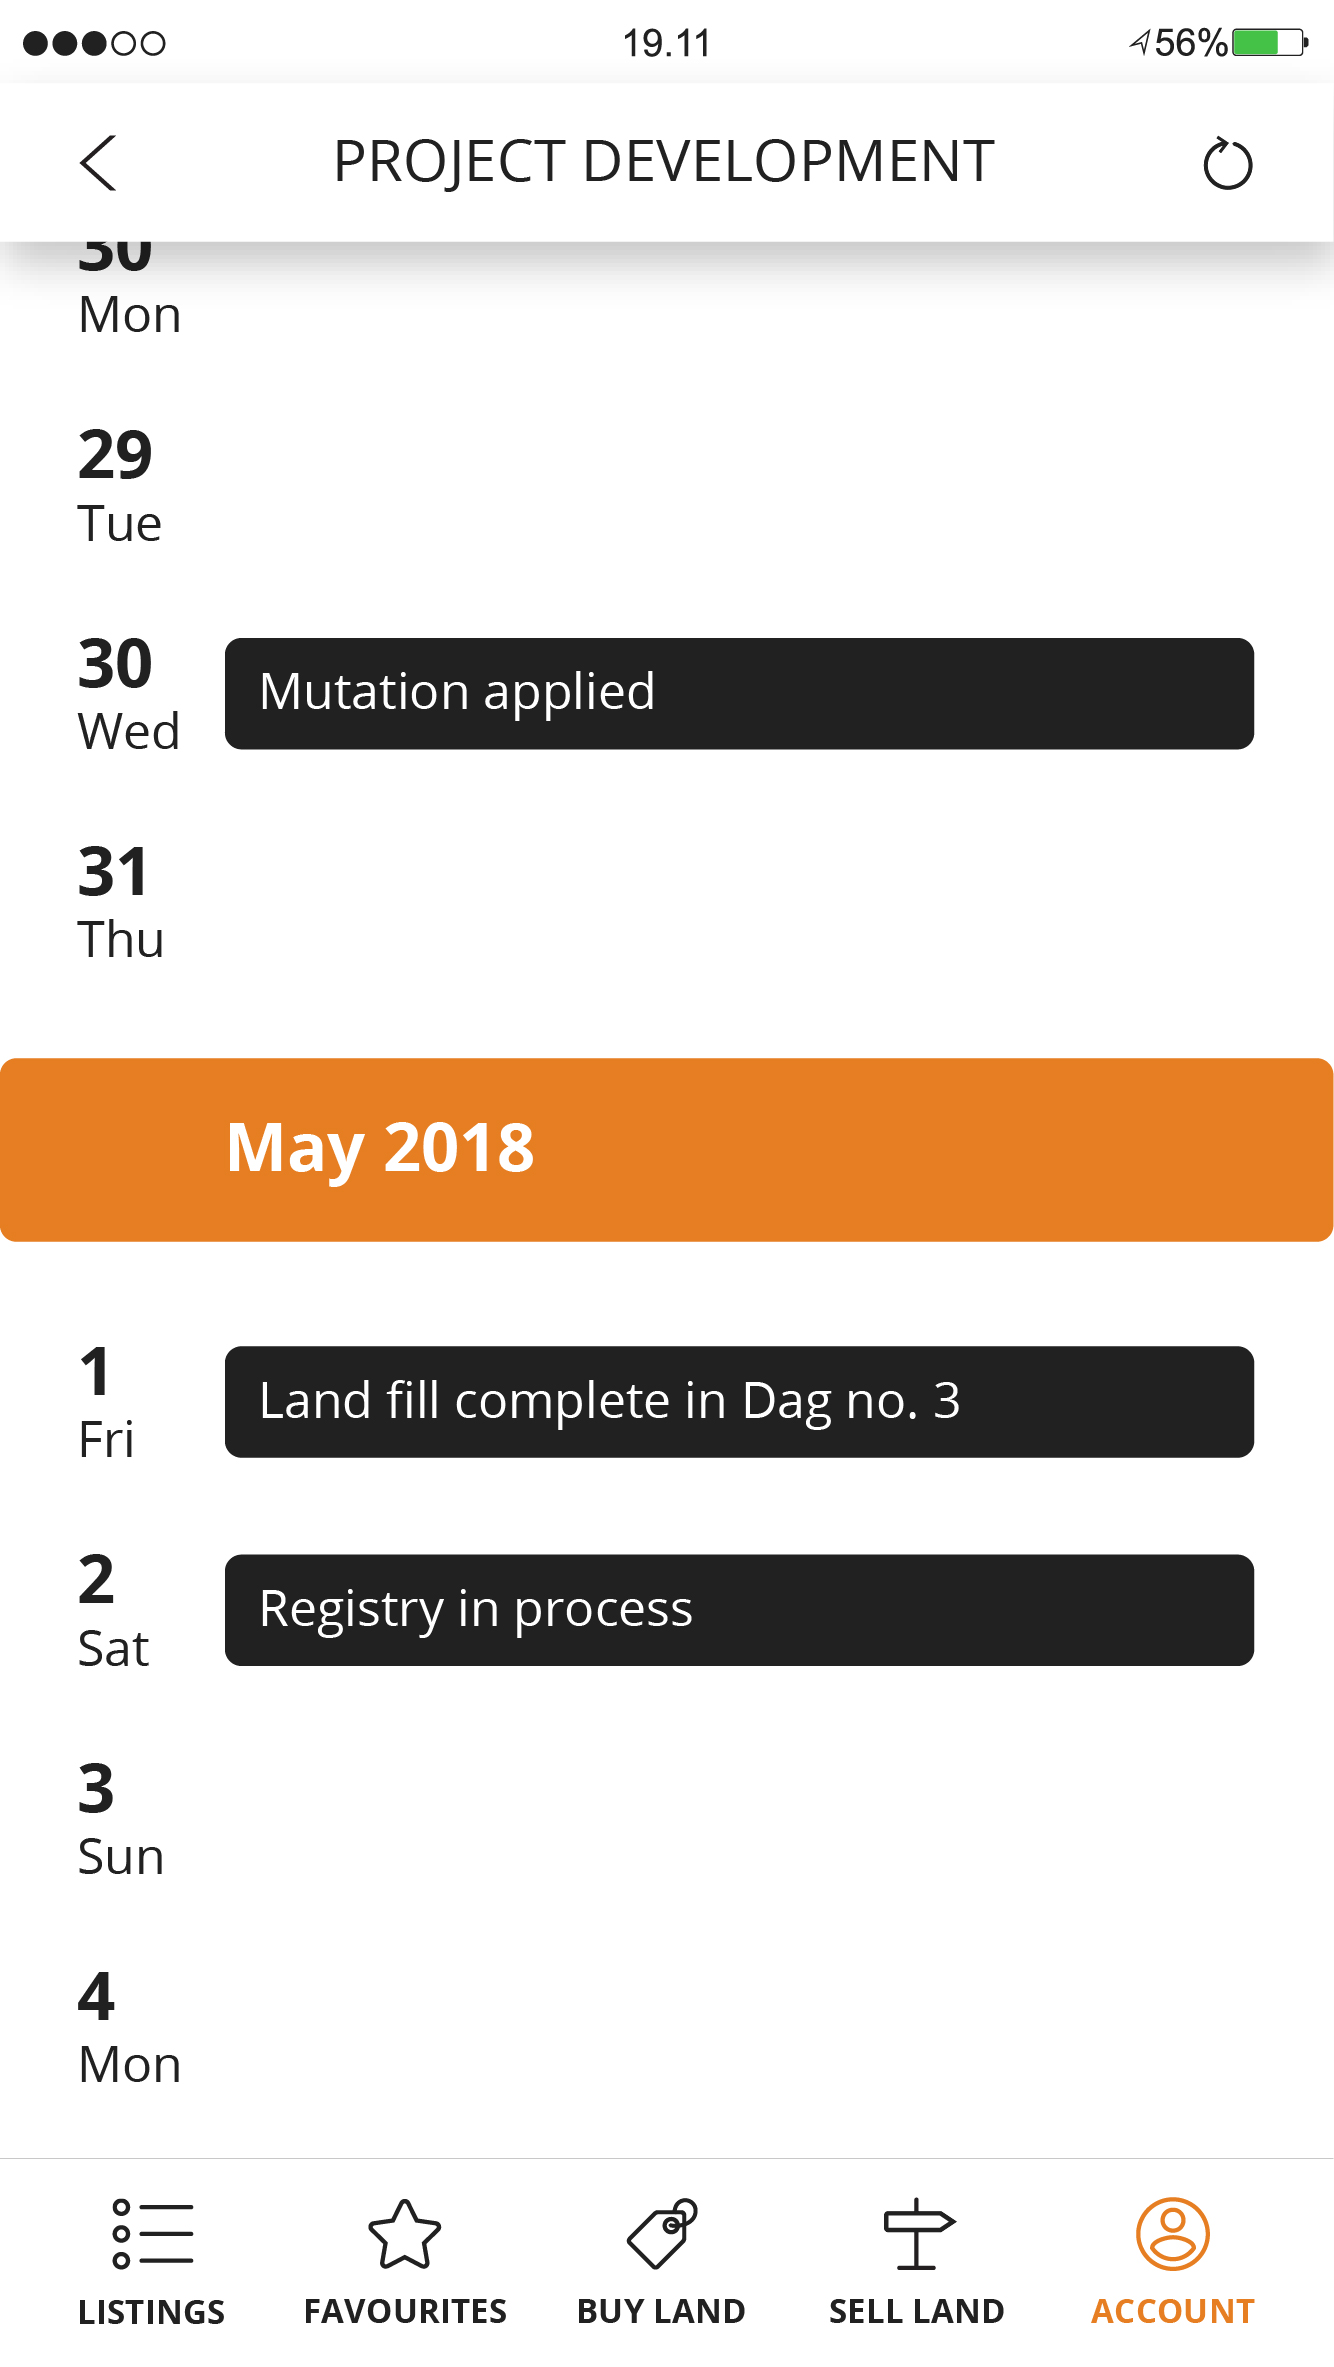 19.11
56%
PROJECT DEVELOPMENT
30
Mon
29
Tue
30
Wed
Mutation applied
31
Thu
May 2018
1
Fri
Land fill complete in Dag no. 3
2
Sat
Registry in process
3
Sun
4
Mon
LISTINGS
FAVOURITES
BUY LAND
SELL LAND
ACCOUNT